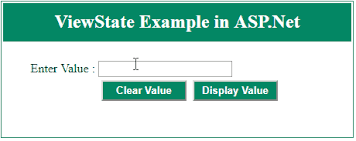 ViewState Example in ASP.Net
Enter Value :
Clear Value Display Value